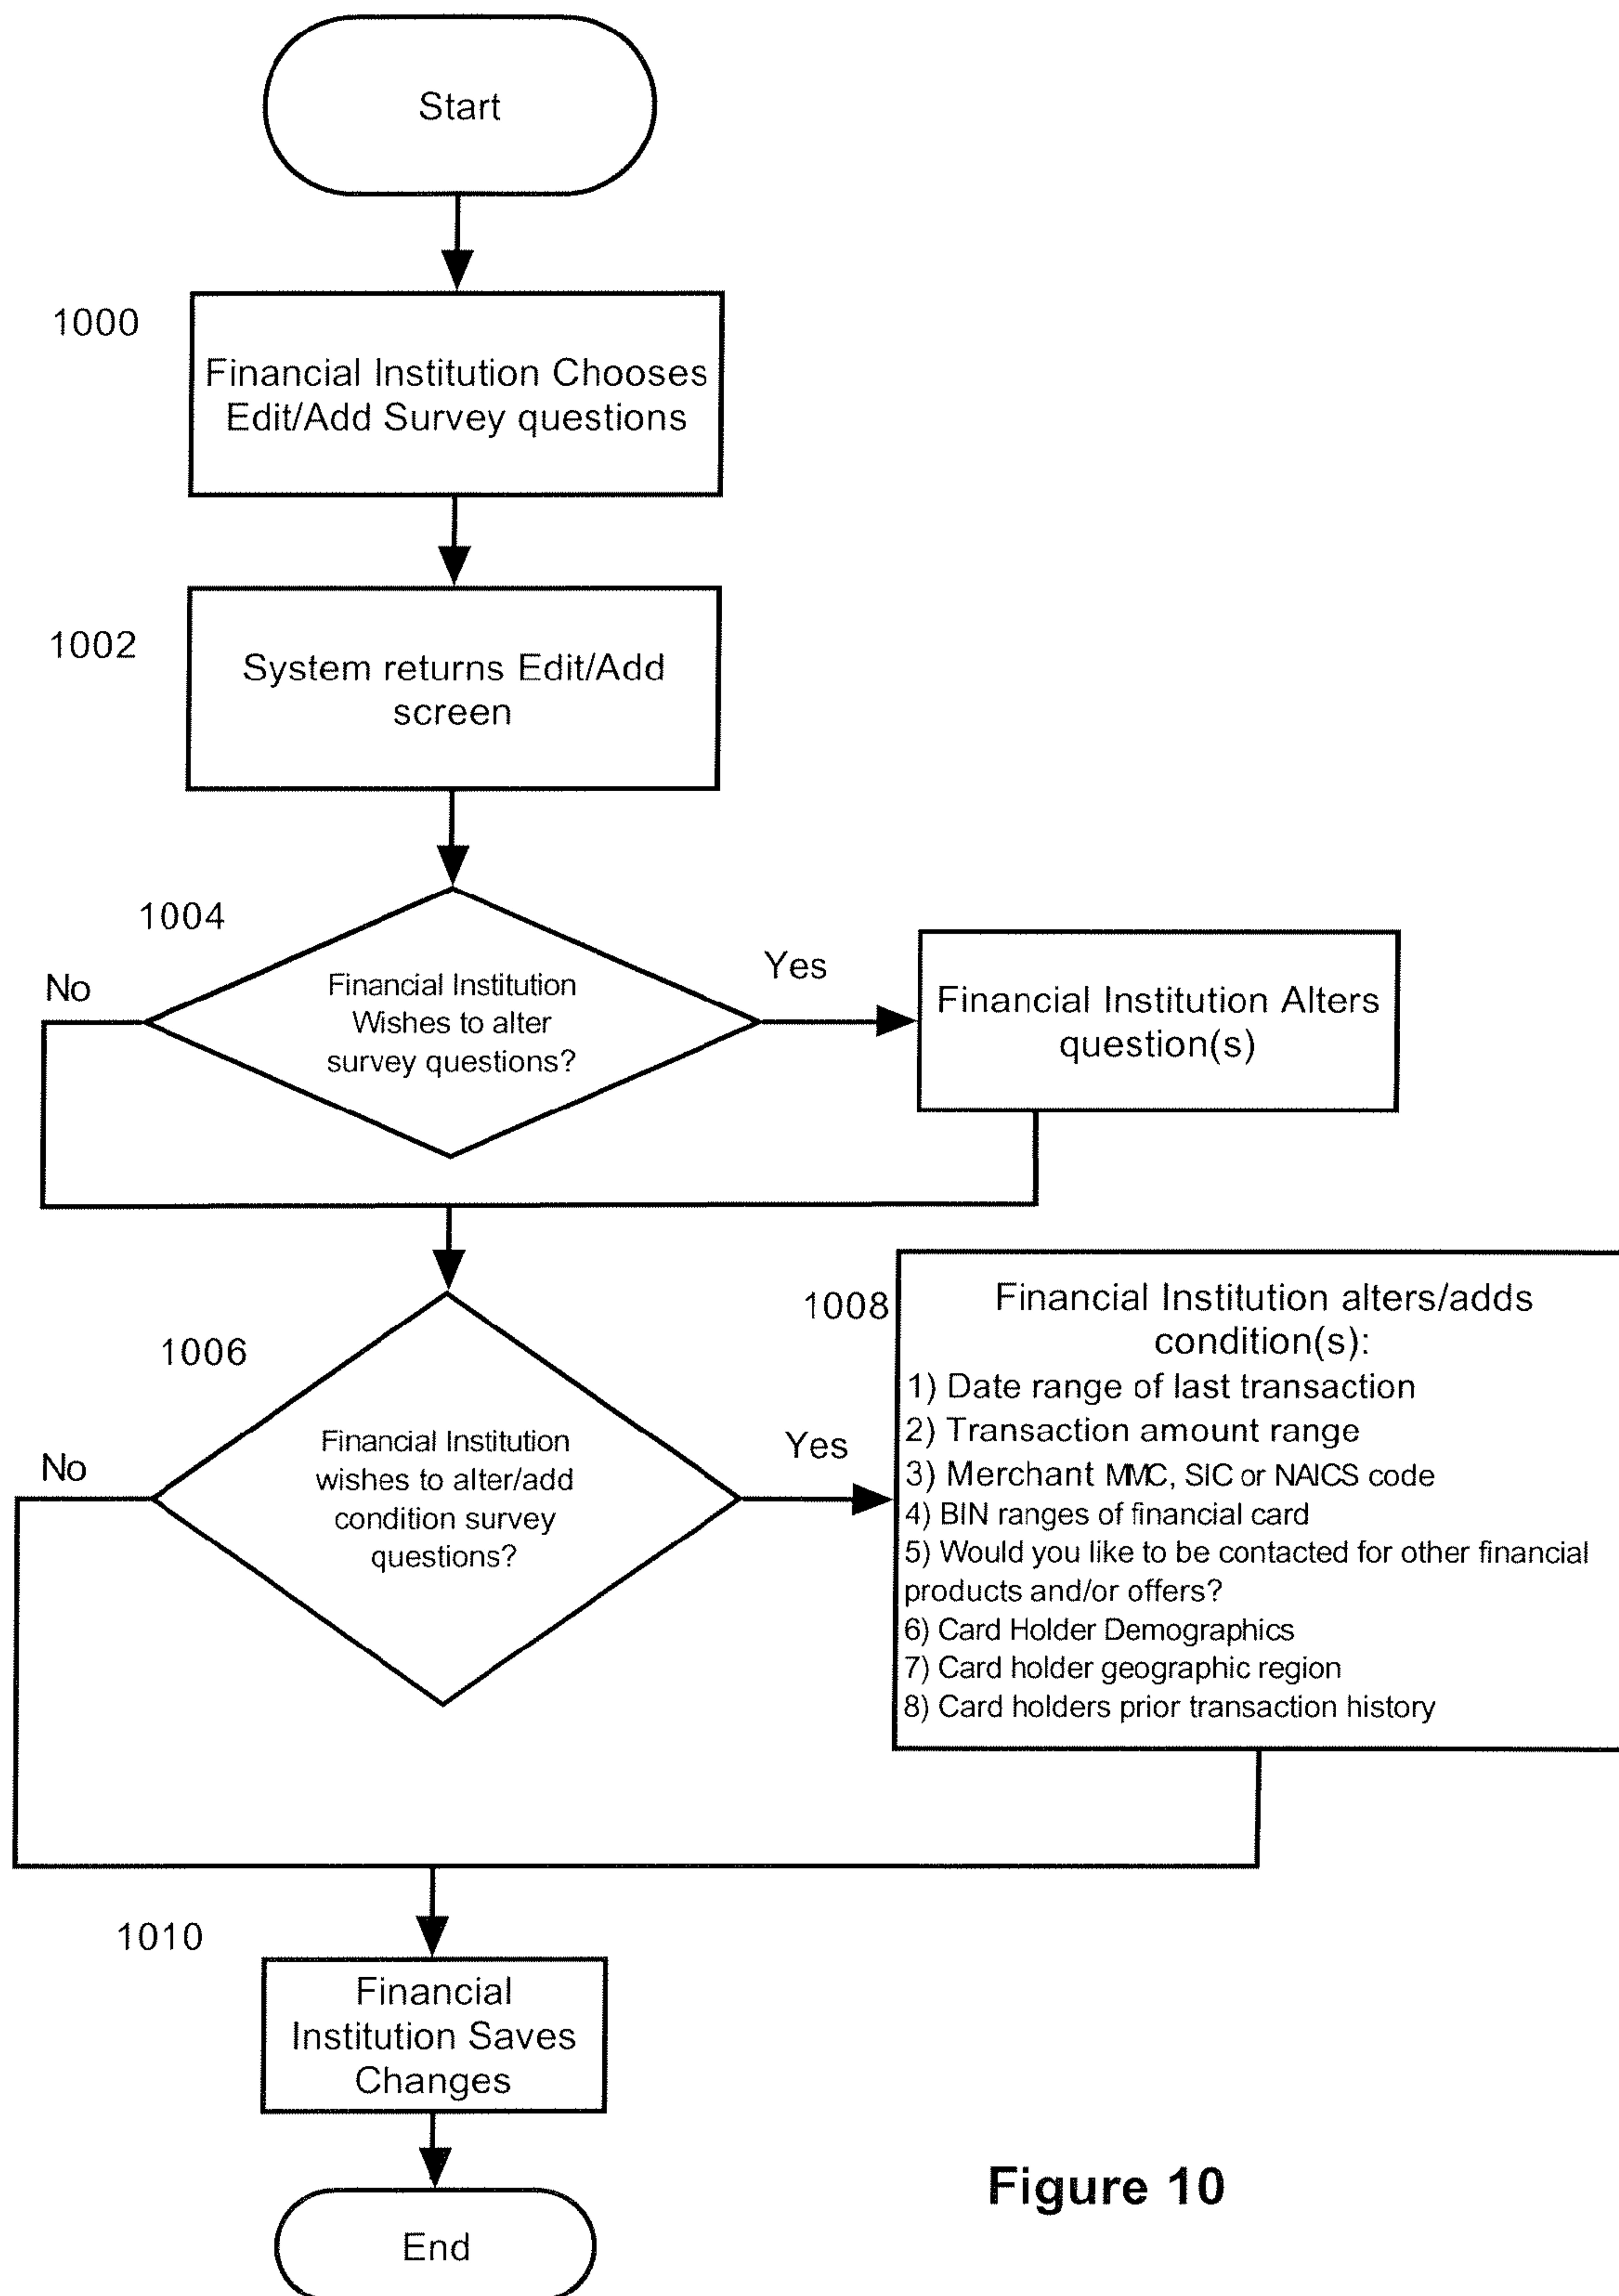 Start
1000
Financial Institution Chooses
Edit/Add Survey questions
1002
System returns Edit/Add
screen
1004
No
Financial Institution
Wishes to alter
survey questions?
Yes
Financial Institution Alters
question(s)
1006
No
Financial Institution
wishes to alter/add
condition survey
questions?
Yes
1008
Financial Institution alters/adds
condition(s):
1) Date range of last transaction
2) Transaction amount range
3) Merchant MMC, SIC or NAICS code
4) BIN ranges of financial card
5) Would you like to be contacted for other financial
products and/or offers?
6) Card Holder Demographics
7) Card holder geographic region
8) Card holders prior transaction history
1010
Financial
Institution Saves
Changes
End
Figure 10